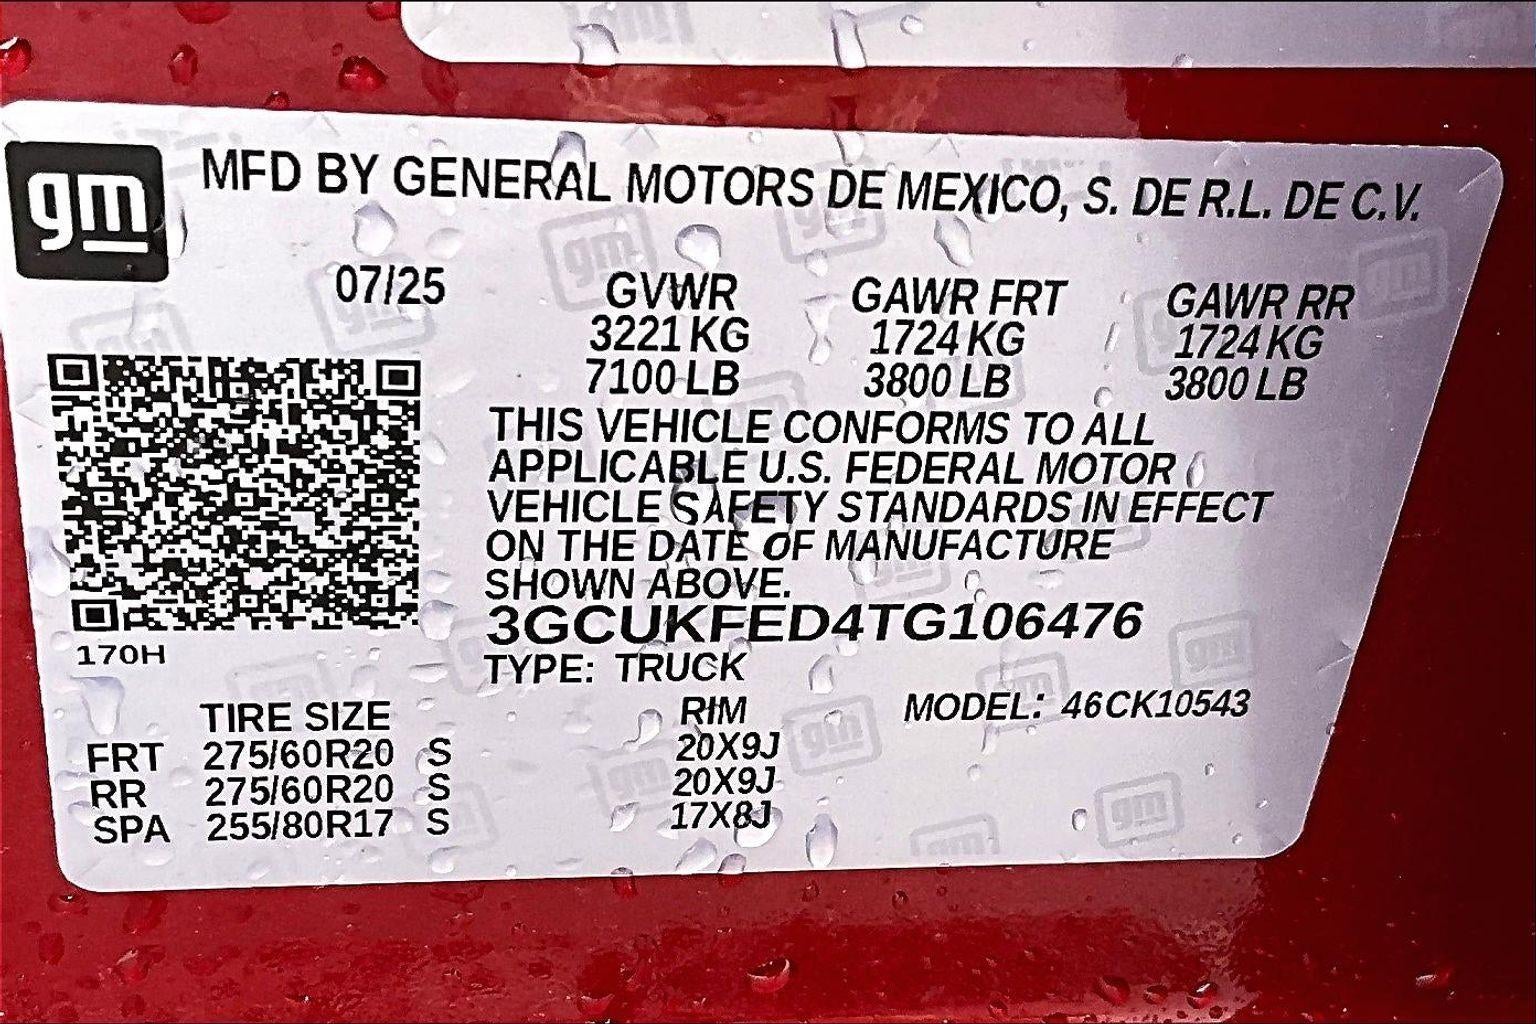 gm
MFD BY GENERAL MOTORS DE MEXICO, S. DE R.L. DE C.V.
07/25 GVWR GAWR FRT GAWR RR
3221 KG 1724 KG 1724 KG
7100 LB 3800 LB 3800 LB
THIS VEHICLE CONFORMS TO ALL
APPLICABLE U.S. FEDERAL MOTOR
VEHICLE SAFETY STANDARDS IN EFFECT
ON THE DATE OF MANUFACTURE
SHOWN ABOVE.
3GCUKFED4TG106476
170H
TYPE: TRUCK
TIRE SIZE RIM MODEL: 46CK10543
FRT 275/60R20 S 20X9J
RR 275/60R20 S 20X9J
SPA 255/80R17 S 17X8J